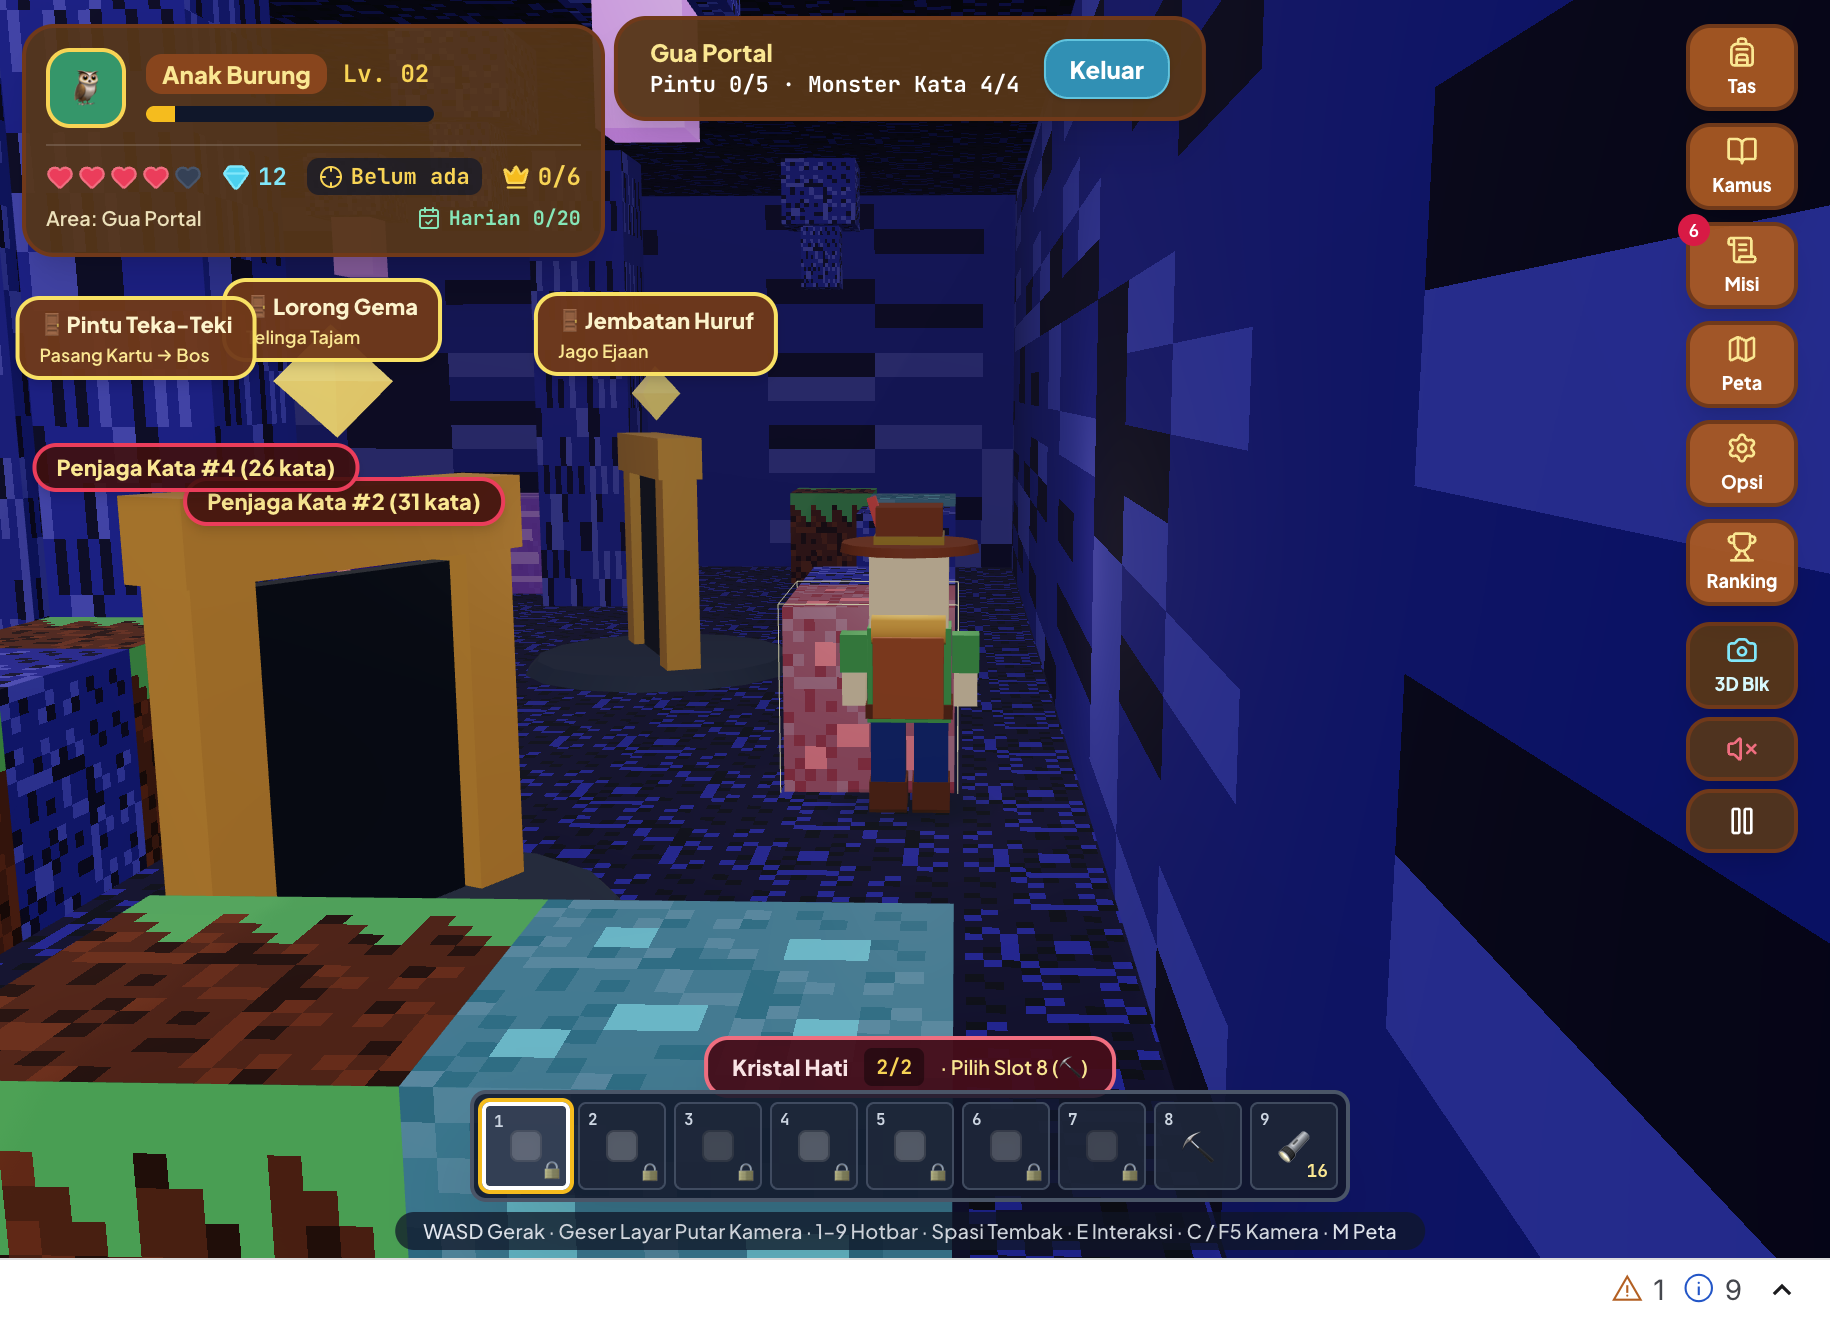 Anak Burung
Lv. 02
12
Belum ada
0/6
Area: Gua Portal
Harian 0/20
Gua Portal
Pintu 0/5 · Monster Kata 4/4
Keluar
Tas
Kamus
6
Misi
Peta
Opsi
Ranking
3D Blk
Pintu Teka-Teki
Pasang Kartu → Bos
Lorong Gema
elinga Tajam
Jembatan Huruf
Jago Ejaan
Penjaga Kata #4 (26 kata)
Penjaga Kata #2 (31 kata)
Kristal Hati 2/2 · Pilih Slot 8 (⛏)
1
2
3
4
5
6
7
8
9
16
WASD Gerak · Geser Layar Putar Kamera · 1–9 Hotbar · Spasi Tembak · E Interaksi · C / F5 Kamera · M Peta
1
9